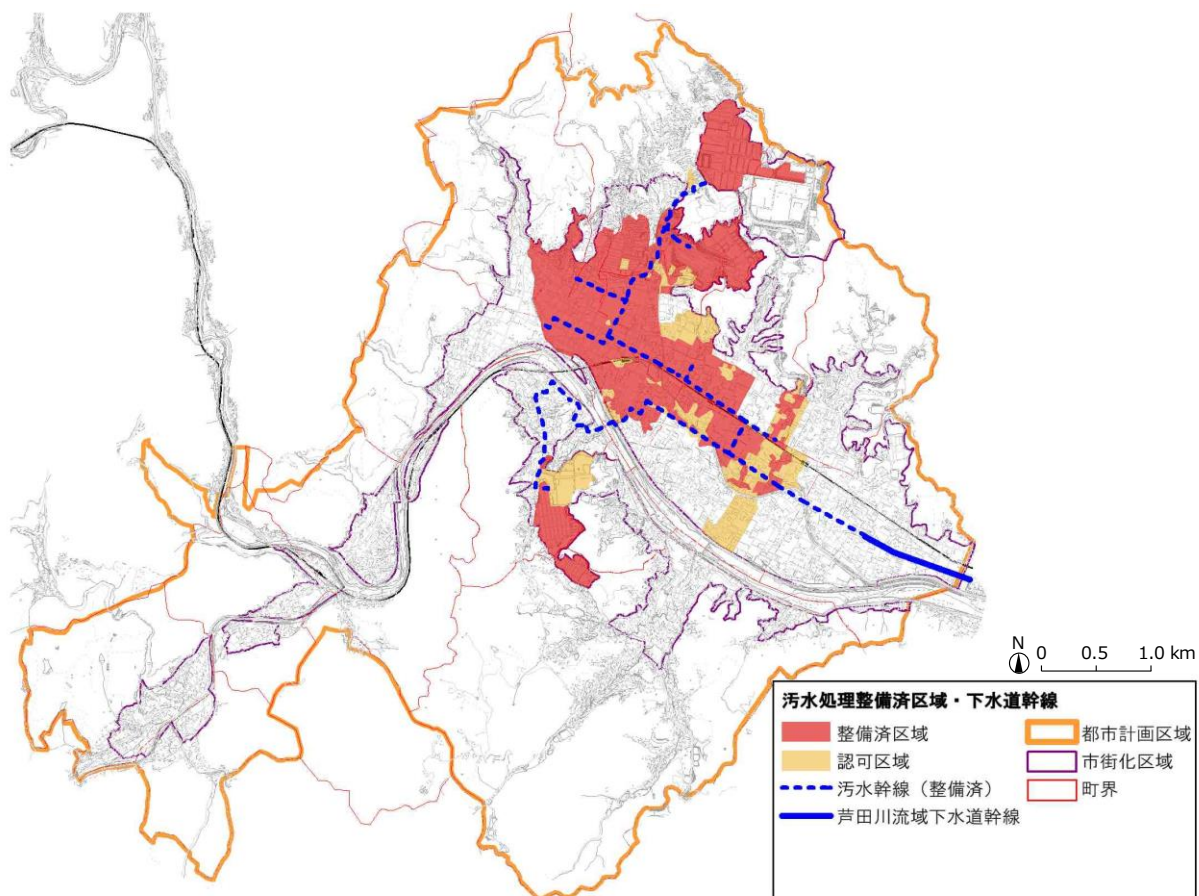 N
0 0.5 1.0 km
汚水処理整備済区域・下水道幹線
整備済区域
認可区域
汚水幹線（整備済）
芦田川流域下水道幹線
都市計画区域
市街化区域
町界